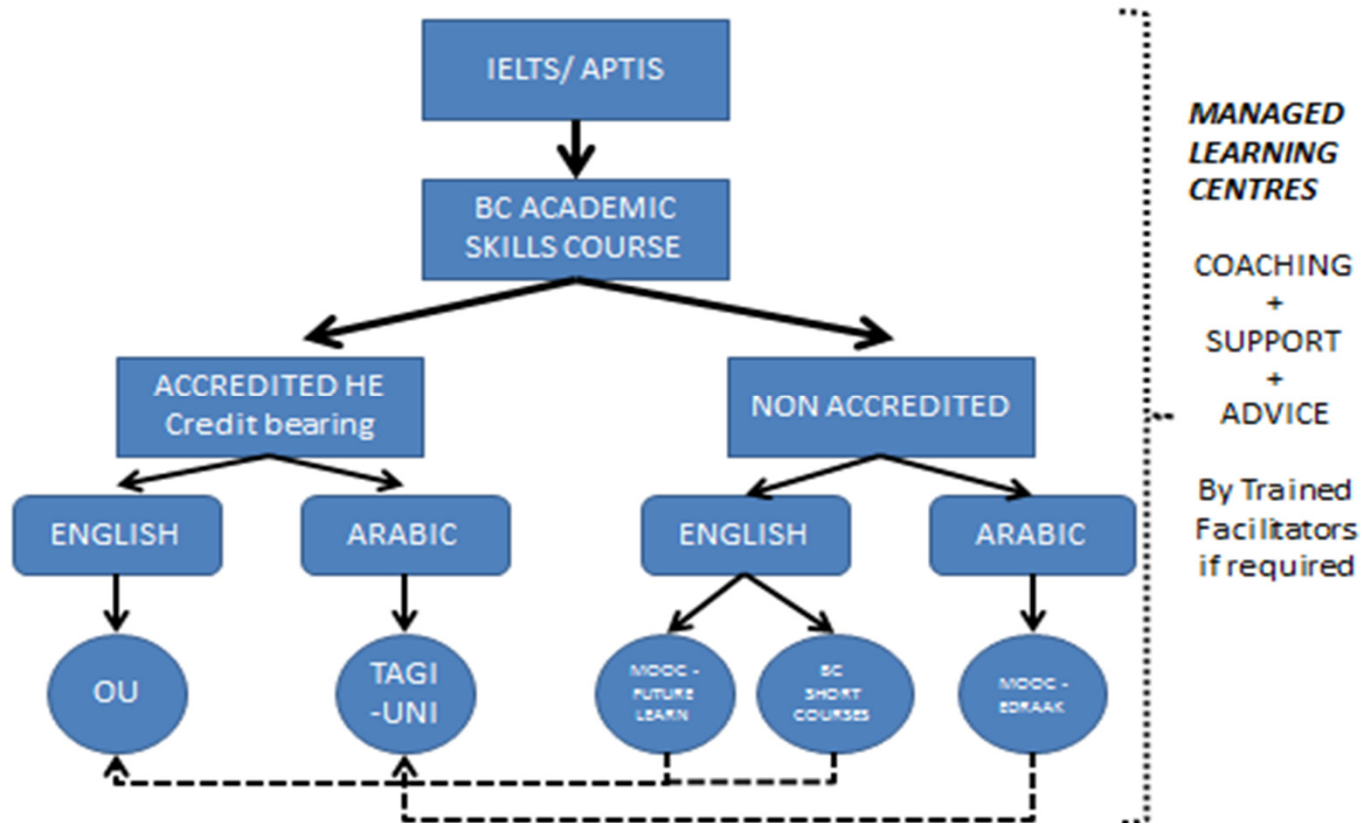 IELTS/ APTIS
BC ACADEMIC
SKILLS COURSE
ACCREDITED HE
Credit bearing
NON ACCREDITED
ENGLISH
ARABIC
ENGLISH
ARABIC
OU
TAGI
-UNI
MOOC -
FUTURE
LEARN
BC
SHORT
COURSES
MOOC -
EDRAAK
MANAGED
LEARNING
CENTRES
COACHING
+
SUPPORT
+
ADVICE
By Trained
Facilitators
if required